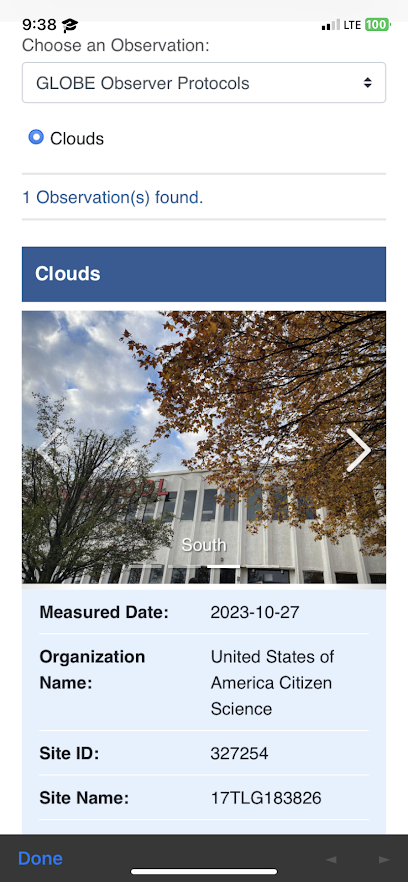 9:38
LTE 100
Choose an Observation:
GLOBE Observer Protocols
Clouds
1 Observation(s) found.
Clouds
South
Measured Date: 2023-10-27
Organization Name: United States of America Citizen Science
Site ID: 327254
Site Name: 17TLG183826
Done